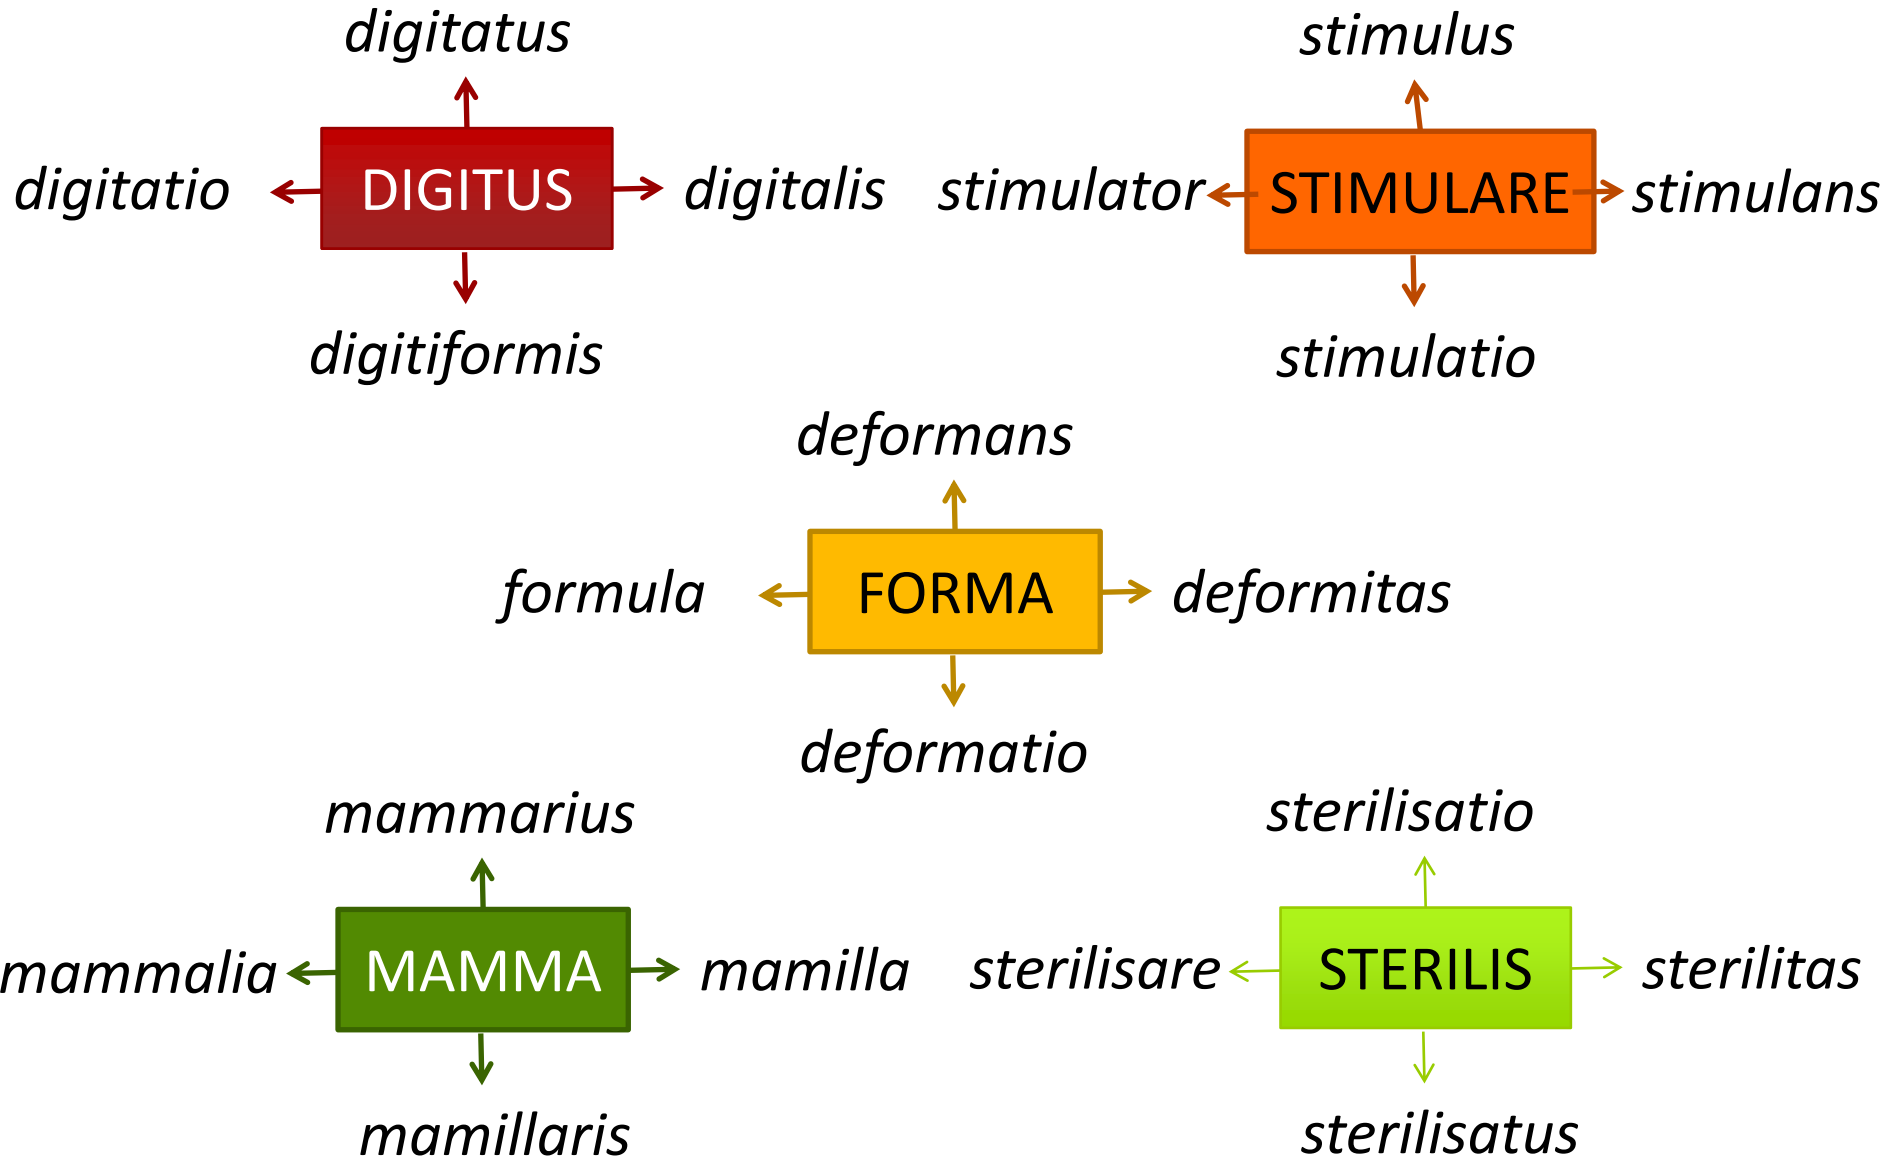 digitatus
digitatio
DIGITUS
digitalis
digitiformis
stimulus
stimulator
STIMULARE
stimulans
stimulatio
deformans
formula
FORMA
deformitas
deformatio
mammarius
mammalia
MAMMA
mamilla
mamillaris
sterilisatio
sterilisare
STERILIS
sterilitas
sterilisatus